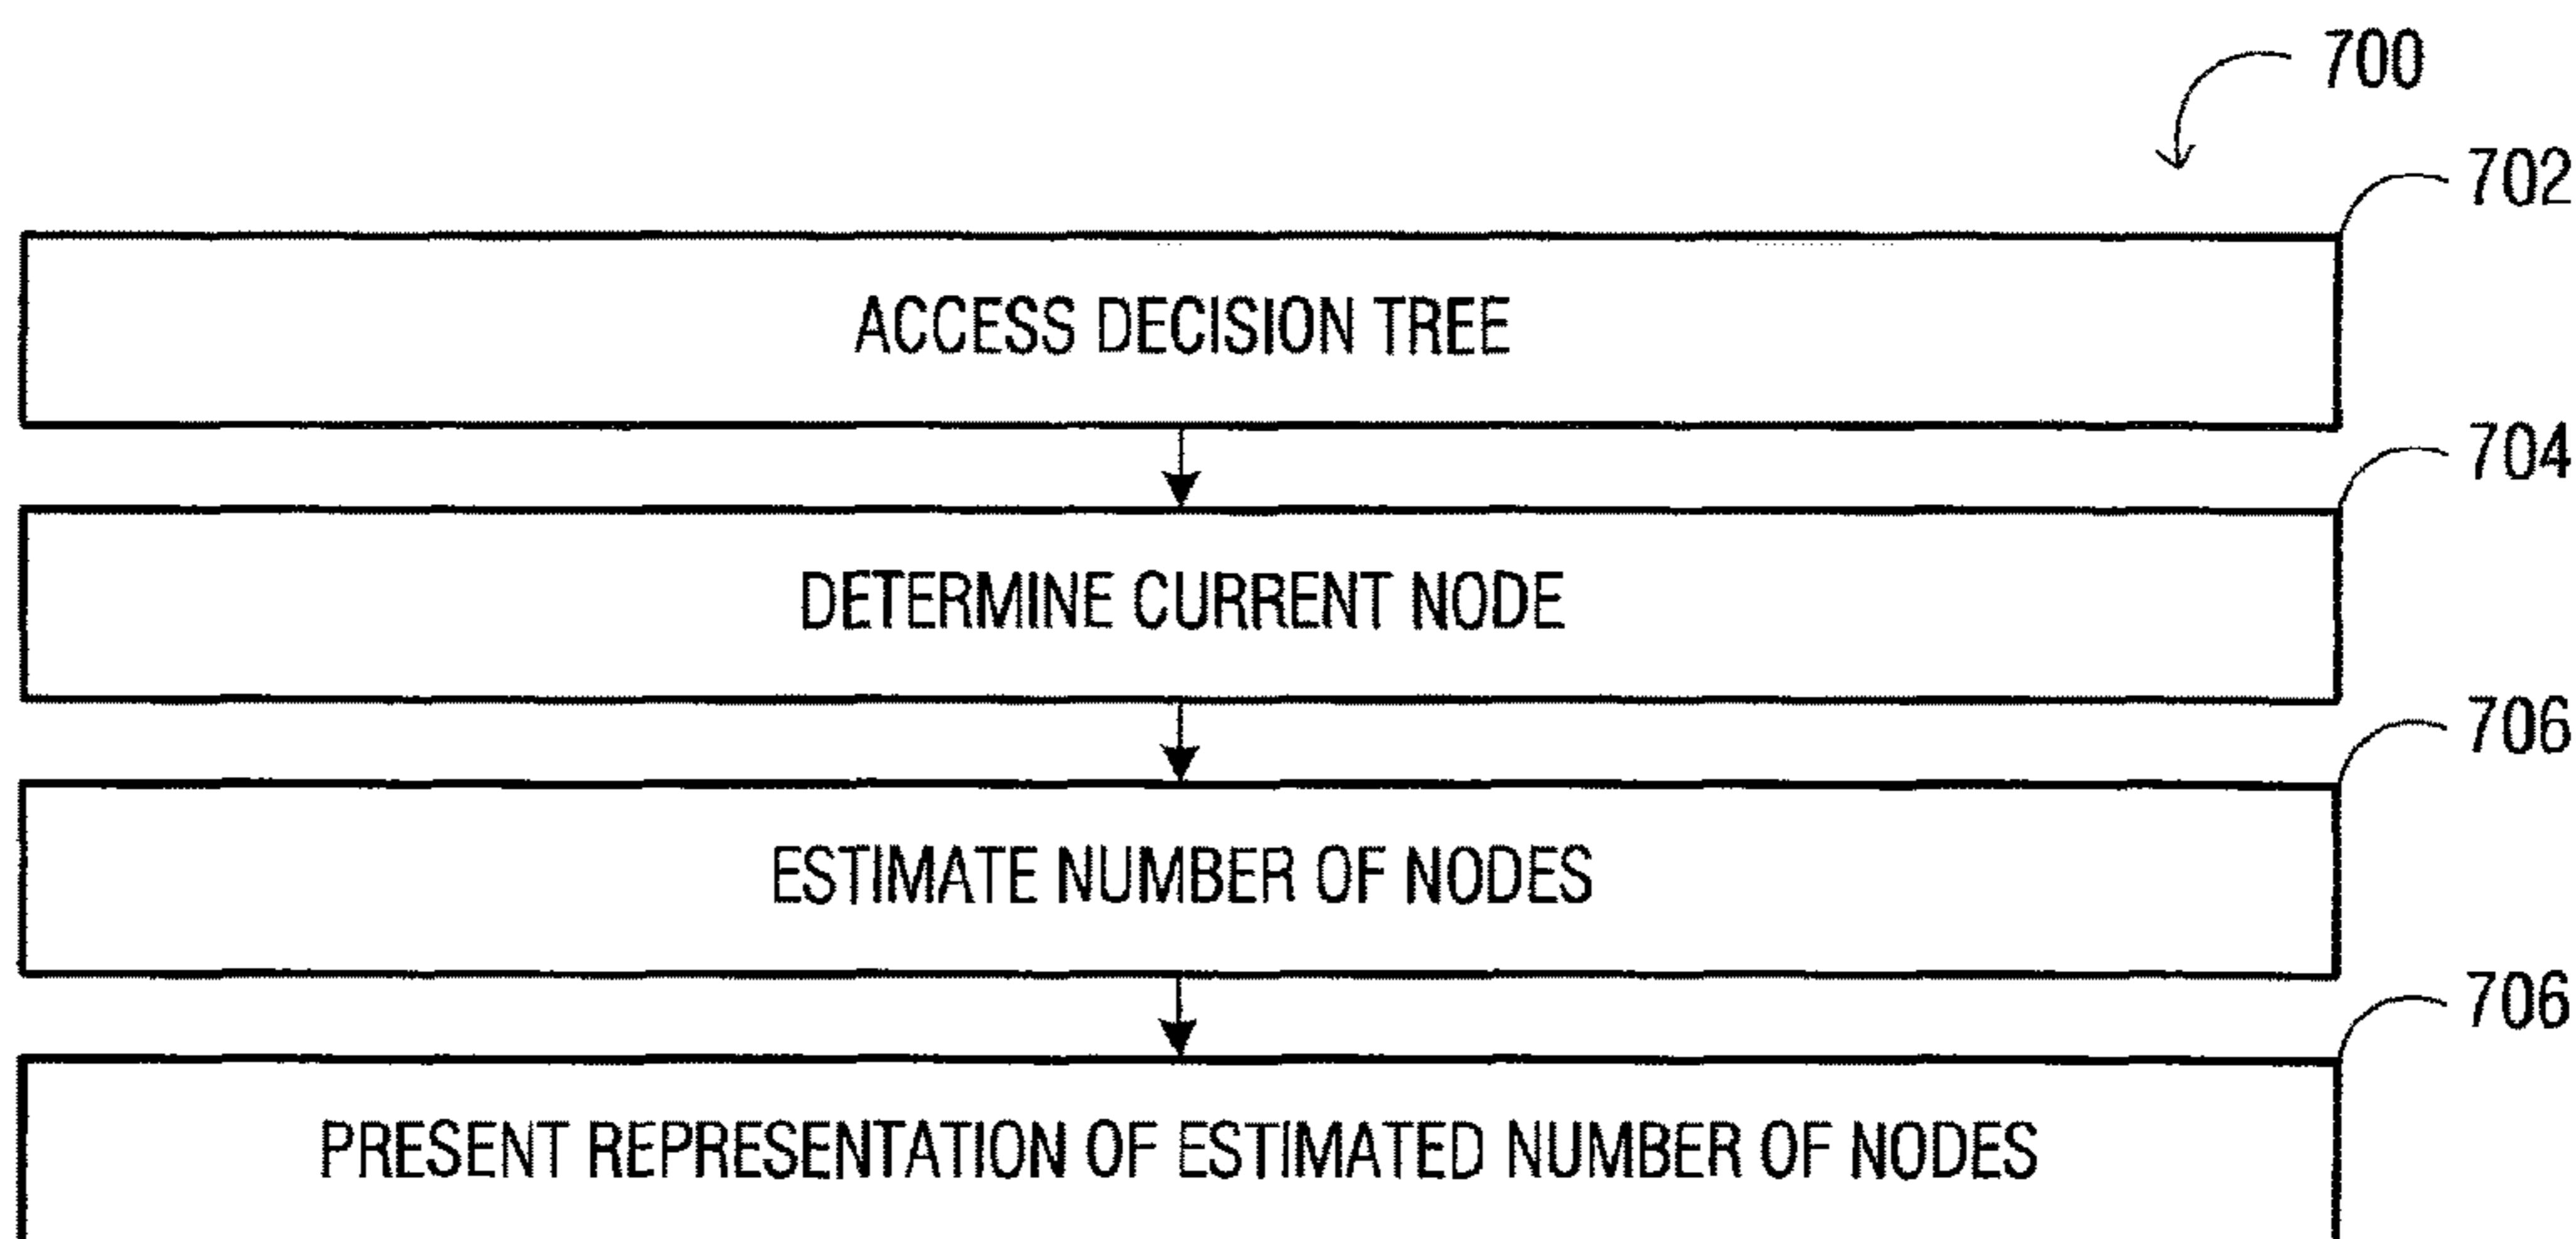 700
702
ACCESS DECISION TREE
704
DETERMINE CURRENT NODE
706
ESTIMATE NUMBER OF NODES
706
PRESENT REPRESENTATION OF ESTIMATED NUMBER OF NODES